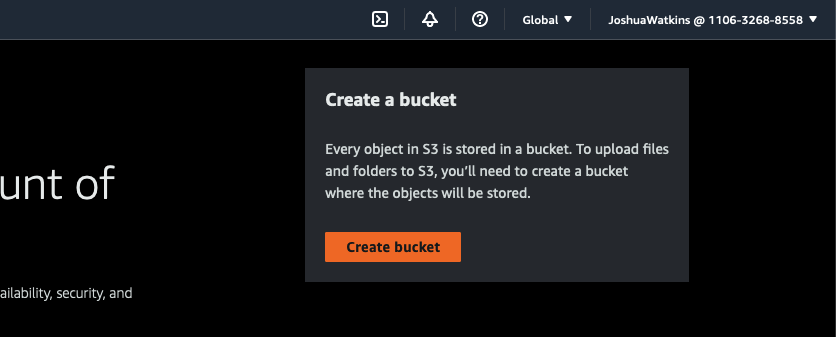 Global ▼ JoshuaWatkins @ 1106-3268-8558 ▼
Create a bucket
Every object in S3 is stored in a bucket. To upload files
and folders to S3, you’ll need to create a bucket
where the objects will be stored.
Create bucket
unt of
ailability, security, and